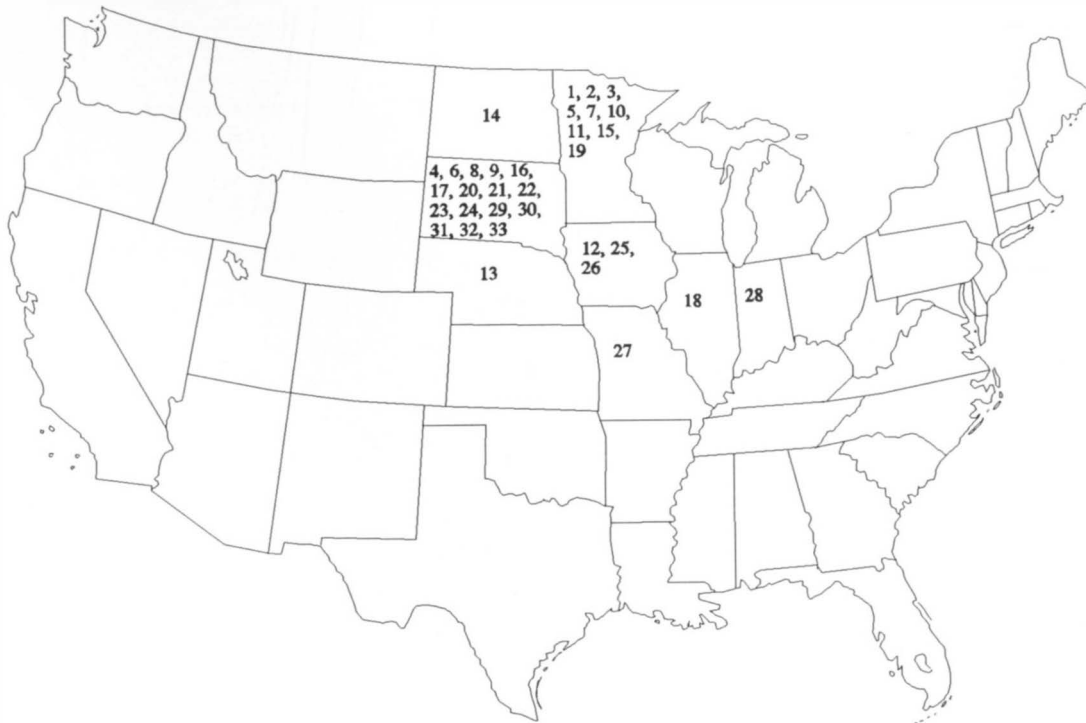 14
1, 2, 3,
5, 7, 10,
11, 15,
19
4, 6, 8, 9, 16,
17, 20, 21, 22,
23, 24, 29, 30,
31, 32, 33
13
12, 25,
26
18
28
27